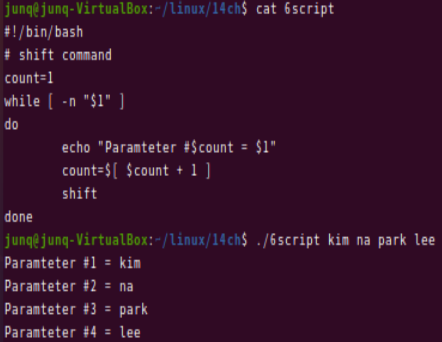 junq@junq-VirtualBox:~/linux/14ch$ cat 6script
#!/bin/bash
# shift command
count=1
while [ -n "$1" ]
do
        echo "Paramteter #$count = $1"
        count=$[ $count + 1 ]
        shift
done
junq@junq-VirtualBox:~/linux/14ch$ ./6script kim na park lee
Paramteter #1 = kim
Paramteter #2 = na
Paramteter #3 = park
Paramteter #4 = lee